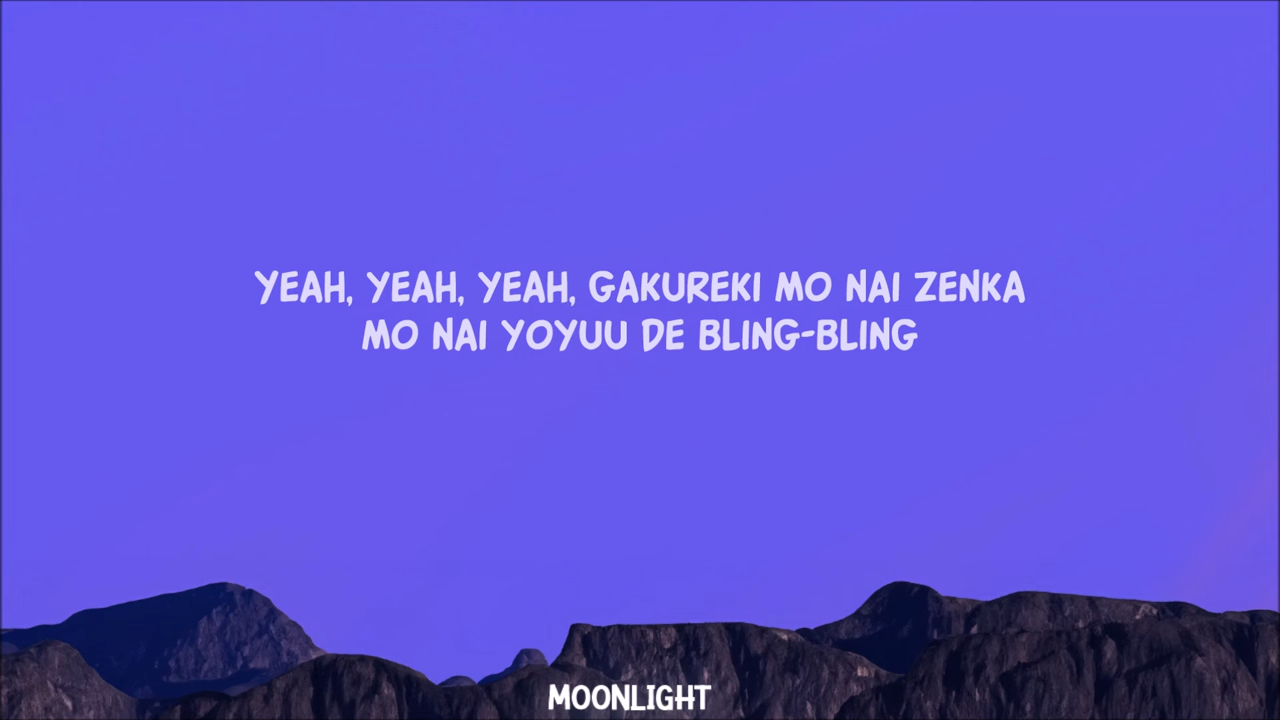 YEAH, YEAH, YEAH, GAKUREKI MO NAI ZENKA
MO NAI YOYUU DE BLING-BLING
MOONLIGHT